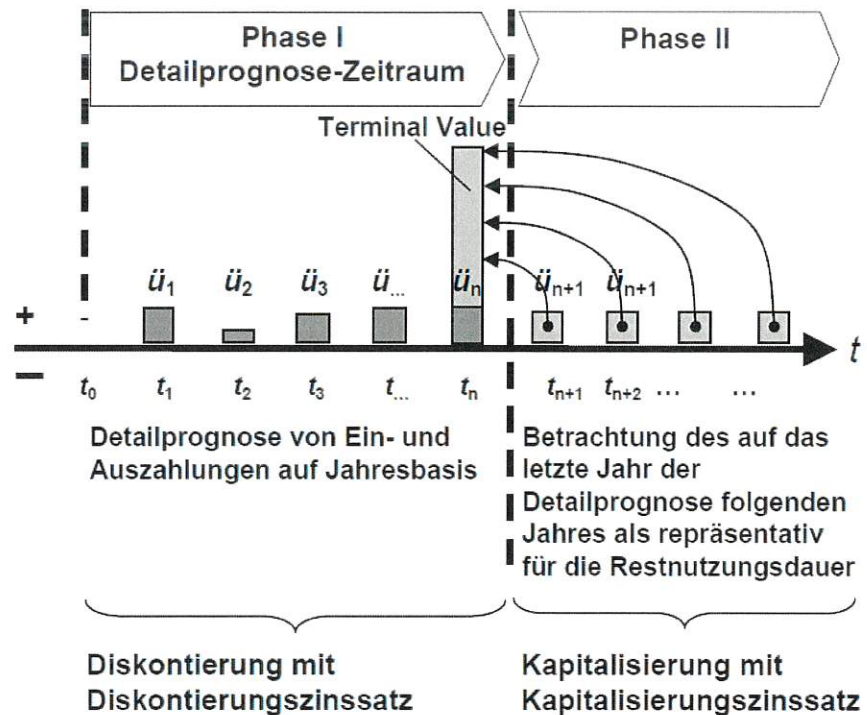 Phase I
Detailprognose-Zeitraum
Phase II
Terminal Value
ü1 ü2 ü3 ü... ün ün+1 ün+1
+
t
–
t0 t1 t2 t3 t... tn tn+1 tn+2 ... ...
Detailprognose von Ein- und
Auszahlungen auf Jahresbasis
Betrachtung des auf das
letzte Jahr der
Detailprognose folgenden
Jahres als repräsentativ
für die Restnutzungsdauer
Diskontierung mit
Diskontierungszinssatz
Kapitalisierung mit
Kapitalisierungszinssatz